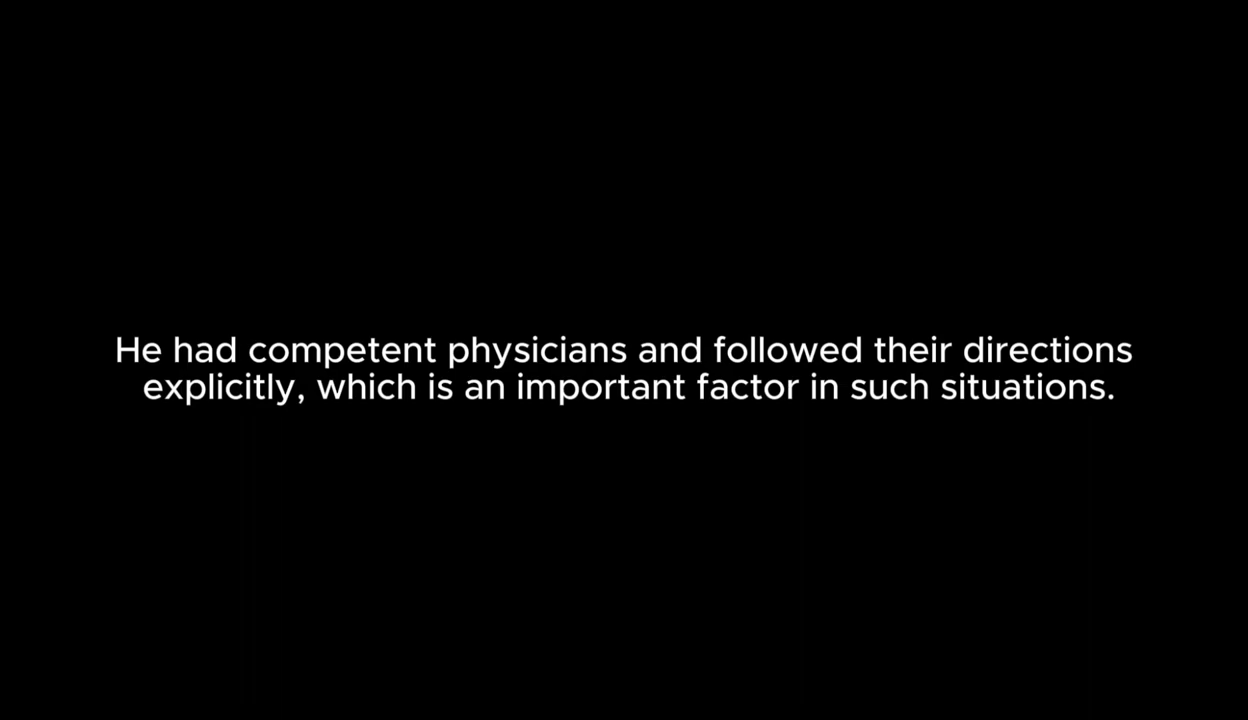 He had competent physicians and followed their directions
explicitly, which is an important factor in such situations.